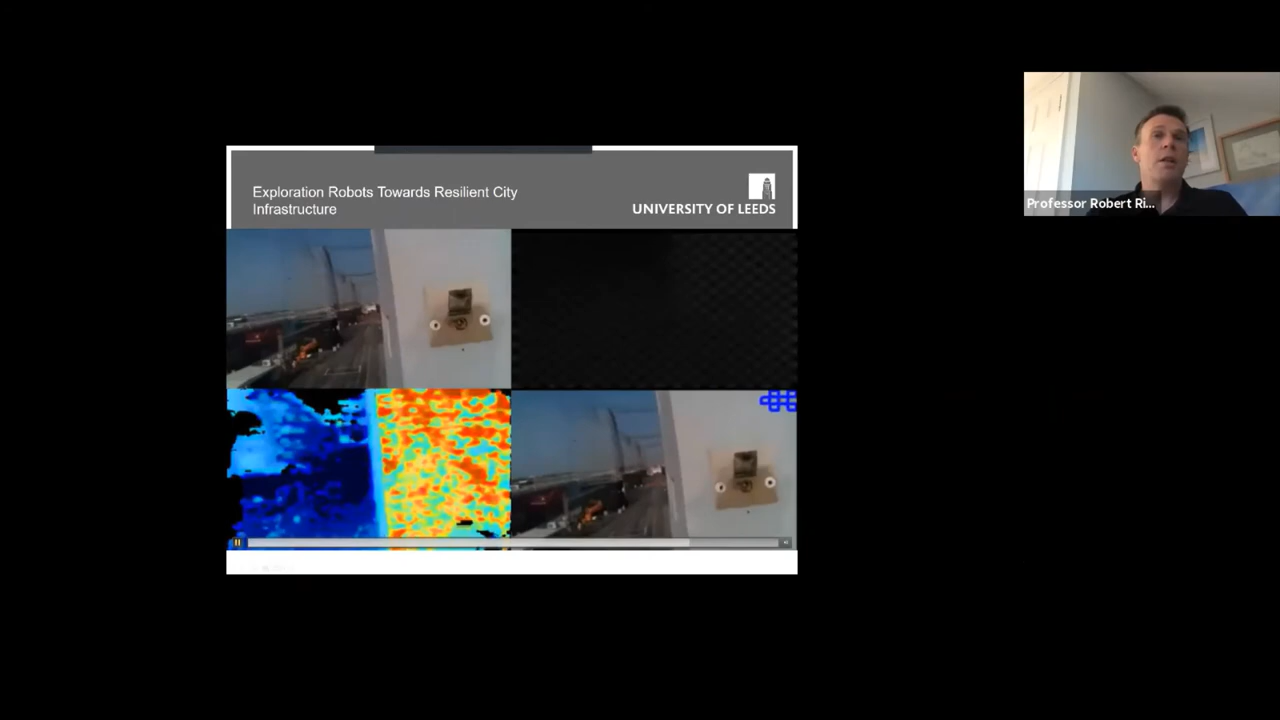 Exploration Robots Towards Resilient City
Infrastructure
UNIVERSITY OF LEEDS
Professor Robert Ri...